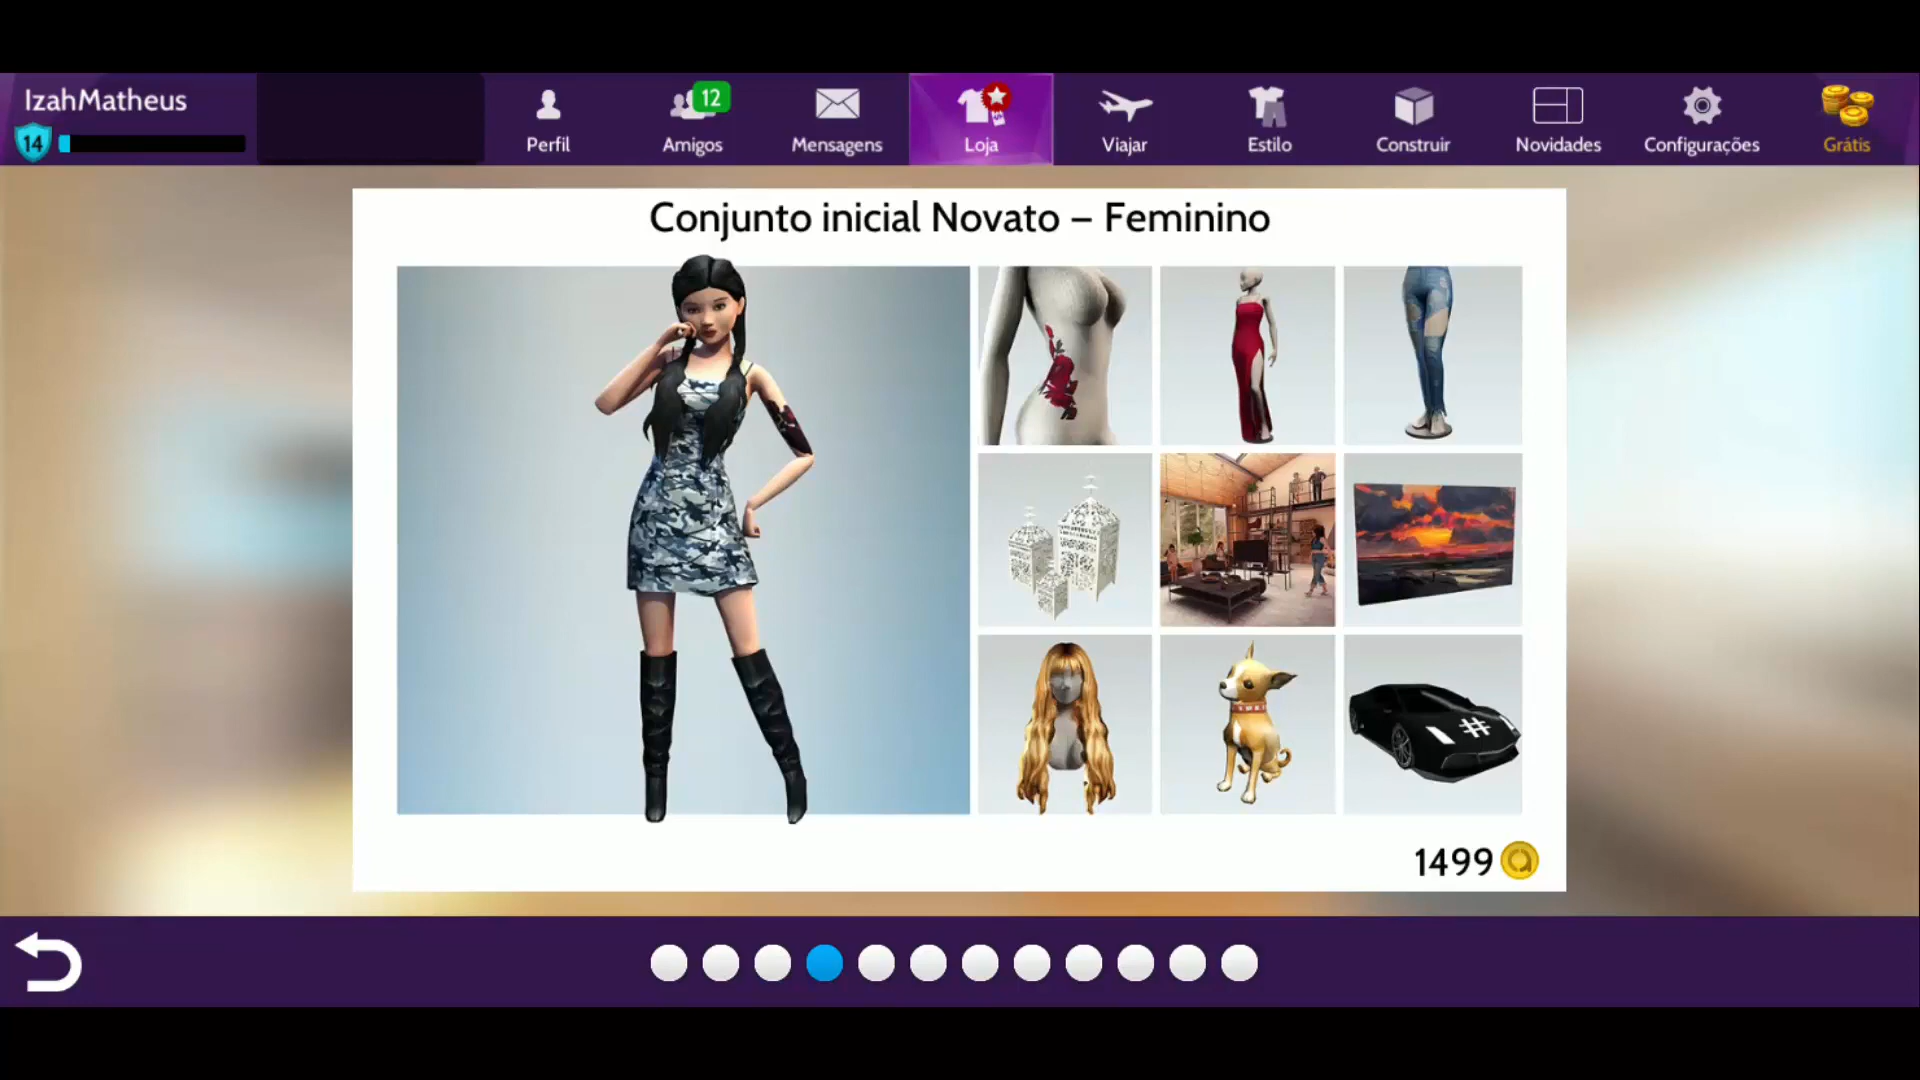 IzahMatheus
14
Perfil
12
Amigos
Mensagens
Loja
Viajar
Estilo
Construir
Novidades
Configurações
Grátis
Conjunto inicial Novato – Feminino
#
1499